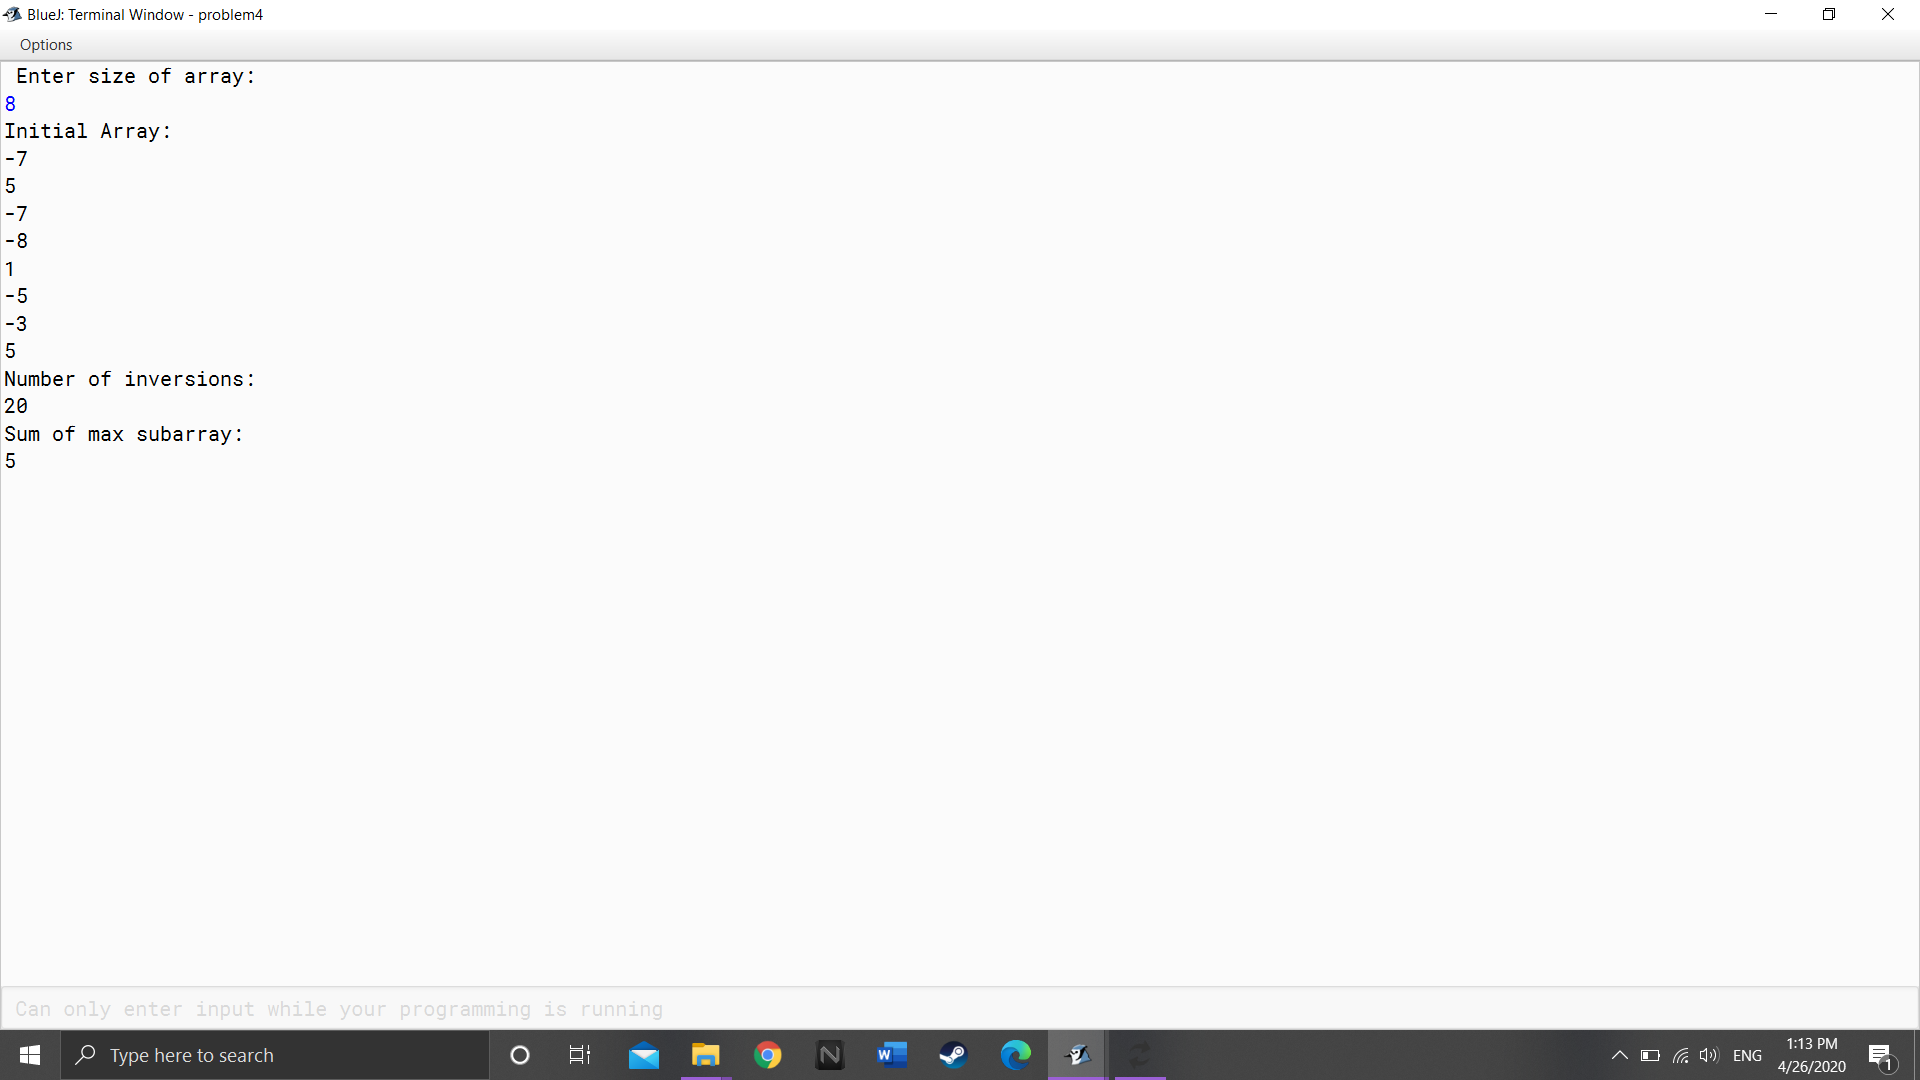 BlueJ: Terminal Window - problem4
Options
Enter size of array:
8
Initial Array:
-7
5
-7
-8
1
-5
-3
5
Number of inversions:
20
Sum of max subarray:
5
Can only enter input while your programming is running
Type here to search
N
W
ENG
1:13 PM
4/26/2020
1